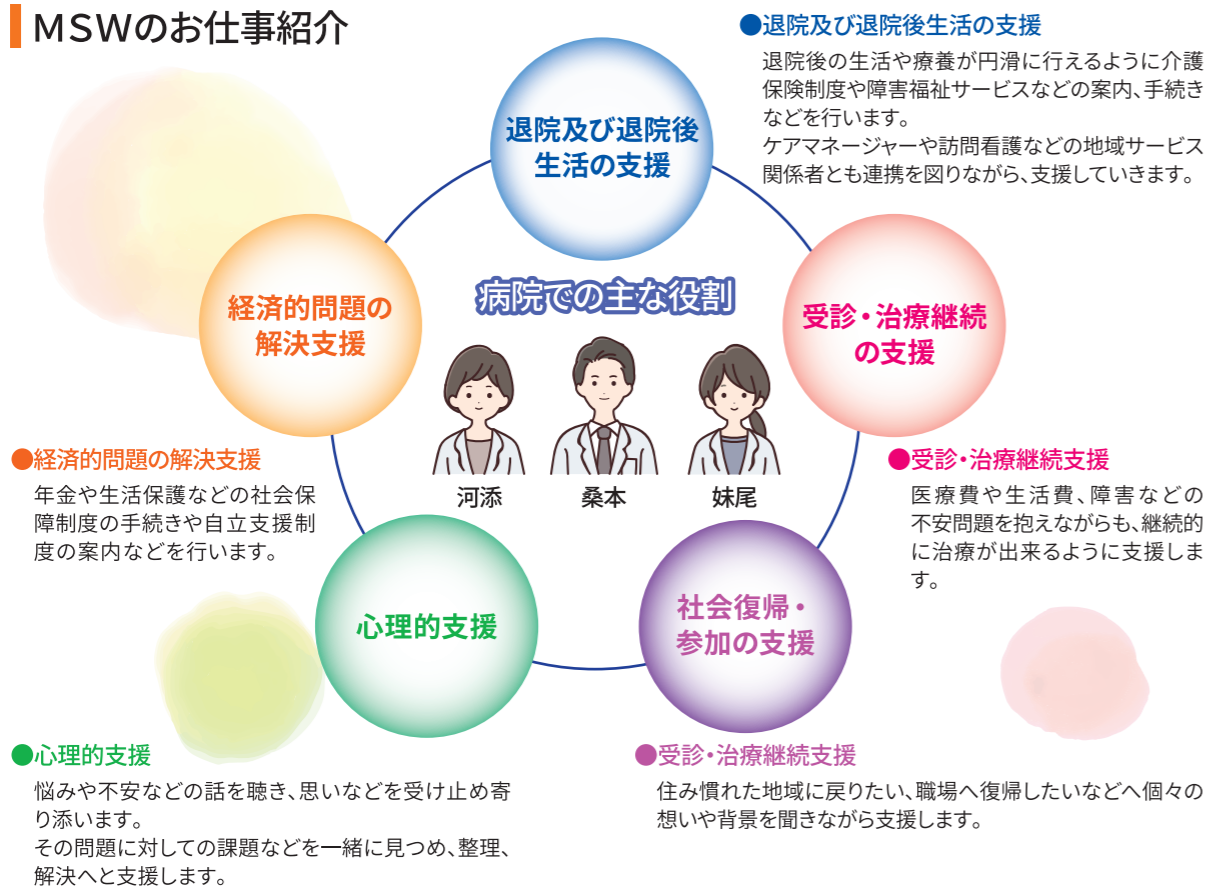 MSWのお仕事紹介
●退院及び退院後生活の支援
退院後の生活や療養が円滑に行えるように介護
保険制度や障害福祉サービスなどの案内、手続き
などを行います。
ケアマネージャーや訪問看護などの地域サービス
関係者とも連携を図りながら、支援していきます。
退院及び退院後
生活の支援
経済的問題の
解決支援
病院での主な役割
受診・治療継続
の支援
河添
桑本
妹尾
●経済的問題の解決支援
年金や生活保護などの社会保
障制度の手続きや自立支援制
度の案内などを行います。
●受診・治療継続支援
医療費や生活費、障害などの
不安問題を抱えながらも、継続的
に治療が出来るように支援しま
す。
心理的支援
社会復帰・
参加の支援
●心理的支援
悩みや不安などの話を聴き、思いなどを受け止め寄
り添います。
その問題に対しての課題などを一緒に見つめ、整理、
解決へと支援します。
●受診・治療継続支援
住み慣れた地域に戻りたい、職場へ復帰したいなどへ個々の
想いや背景を聞きながら支援します。